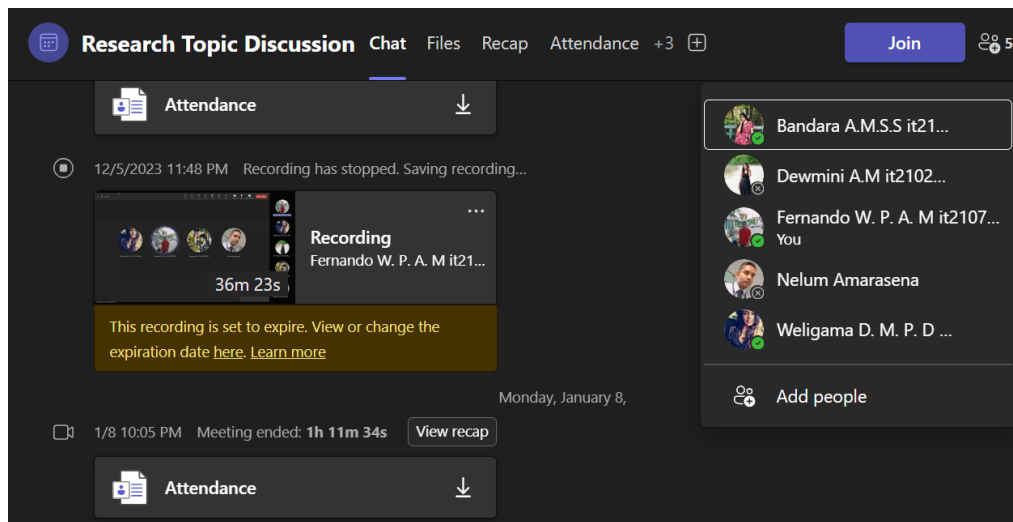 Research Topic Discussion Chat Files Recap Attendance +3 Join 5
Attendance
12/5/2023 11:48 PM Recording has stopped. Saving recording...
Recording
Fernando W. P. A. M it21...
36m 23s
This recording is set to expire. View or change the
expiration date here. Learn more
Monday, January 8,
1/8 10:05 PM Meeting ended: 1h 11m 34s View recap
Attendance
Bandara A.M.S.S it21...
Dewmini A.M it2102...
Fernando W. P. A. M it2107...
You
Nelum Amarasena
Weligama D. M. P. D ...
Add people